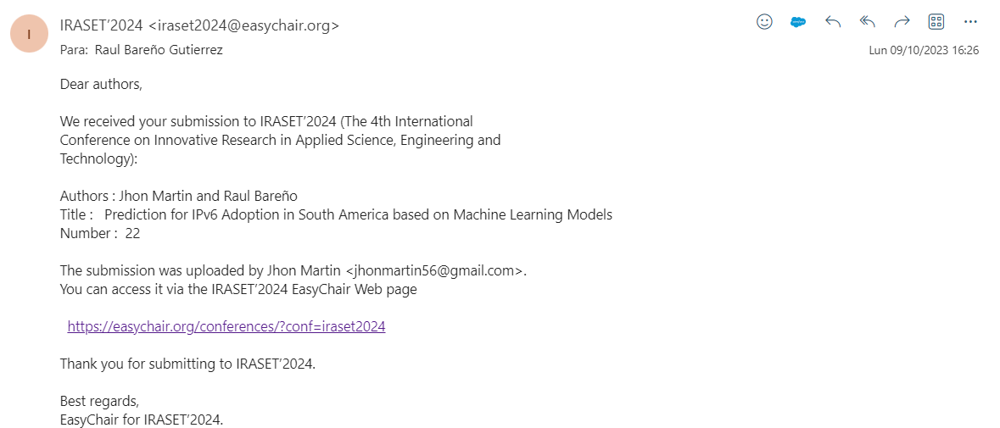 I
IRASET'2024 <iraset2024@easychair.org>
Para: Raul Bareño Gutierrez
Lun 09/10/2023 16:26
Dear authors,
We received your submission to IRASET'2024 (The 4th International
Conference on Innovative Research in Applied Science, Engineering and
Technology):
Authors : Jhon Martin and Raul Bareño
Title : Prediction for IPv6 Adoption in South America based on Machine Learning Models
Number : 22
The submission was uploaded by Jhon Martin <jhonmartin56@gmail.com>.
You can access it via the IRASET'2024 EasyChair Web page
https://easychair.org/conferences/?conf=iraset2024
Thank you for submitting to IRASET'2024.
Best regards,
EasyChair for IRASET'2024.